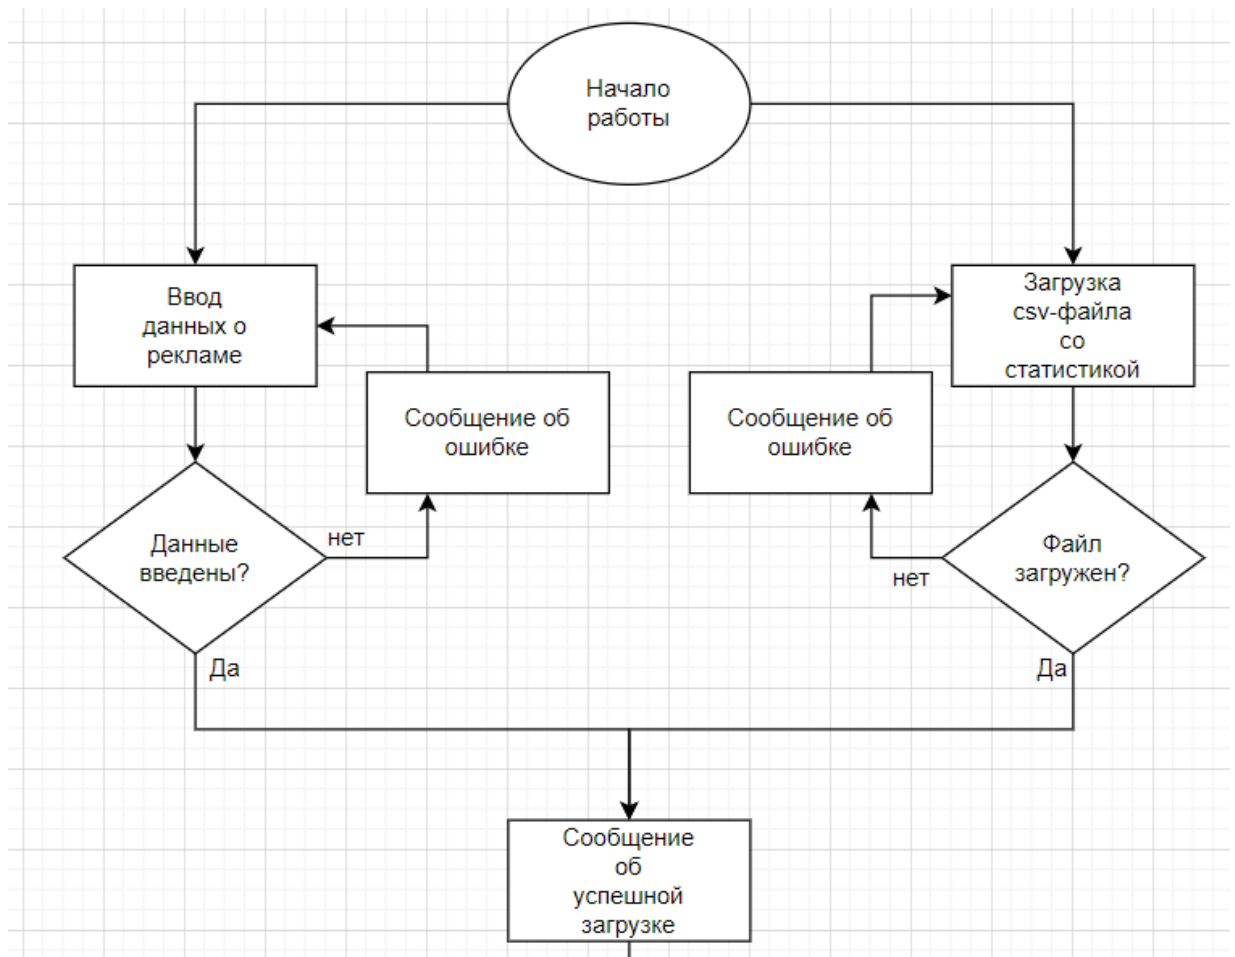 Начало
работы
Ввод
данных о
рекламе
Загрузка
csv-файла
со
статистикой
Сообщение об
ошибке
Сообщение об
ошибке
Данные
введены?
нет
Файл
загружен?
нет
Да
Да
Сообщение
об
успешной
загрузке